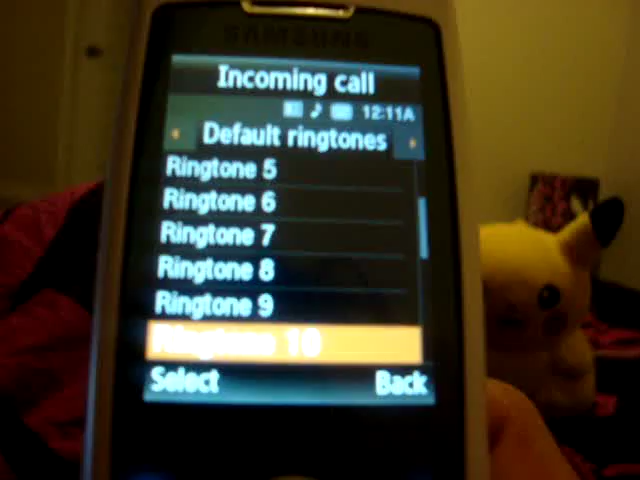 SAMSUNG
Incoming call
12:11A
Default ringtones
Ringtone 5
Ringtone 6
Ringtone 7
Ringtone 8
Ringtone 9
Ringtone 10
Select Back